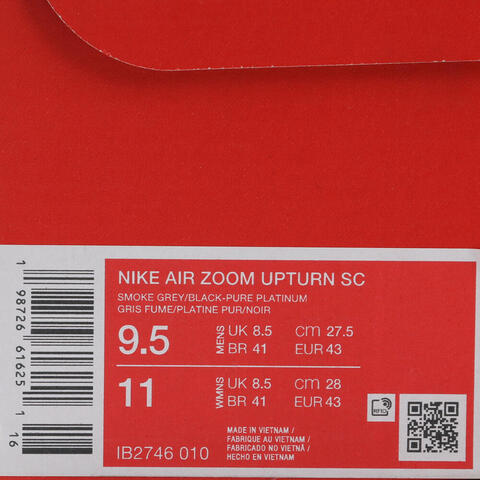 NIKE AIR ZOOM UPTURN SC
SMOKE GREY/BLACK-PURE PLATINUM
GRIS FUME/PLATINE PUR/NOIR
9.5 MENS UK 8.5 cm 27.5
BR 41 EUR 43
11 WMNS UK 8.5 cm 28
BR 41 EUR 43
RFID
MADE IN VIETNAM /
FABRIQUE AU VIETNAM /
FABRICADO NO VIETNÃ /
HECHO EN VIETNAM
IB2746 010
1 98726 61625 1 16